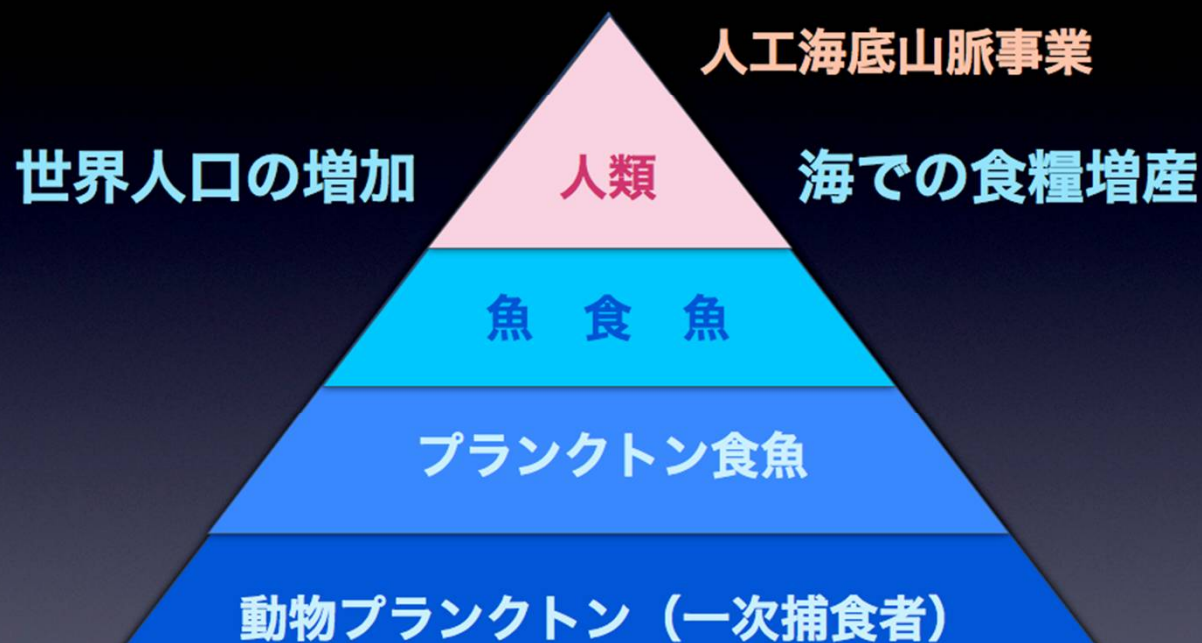 人工海底山脈事業
世界人口の増加
人類
海での食糧増産
魚 食 魚
プランクトン食魚
動物プランクトン（一次捕食者）